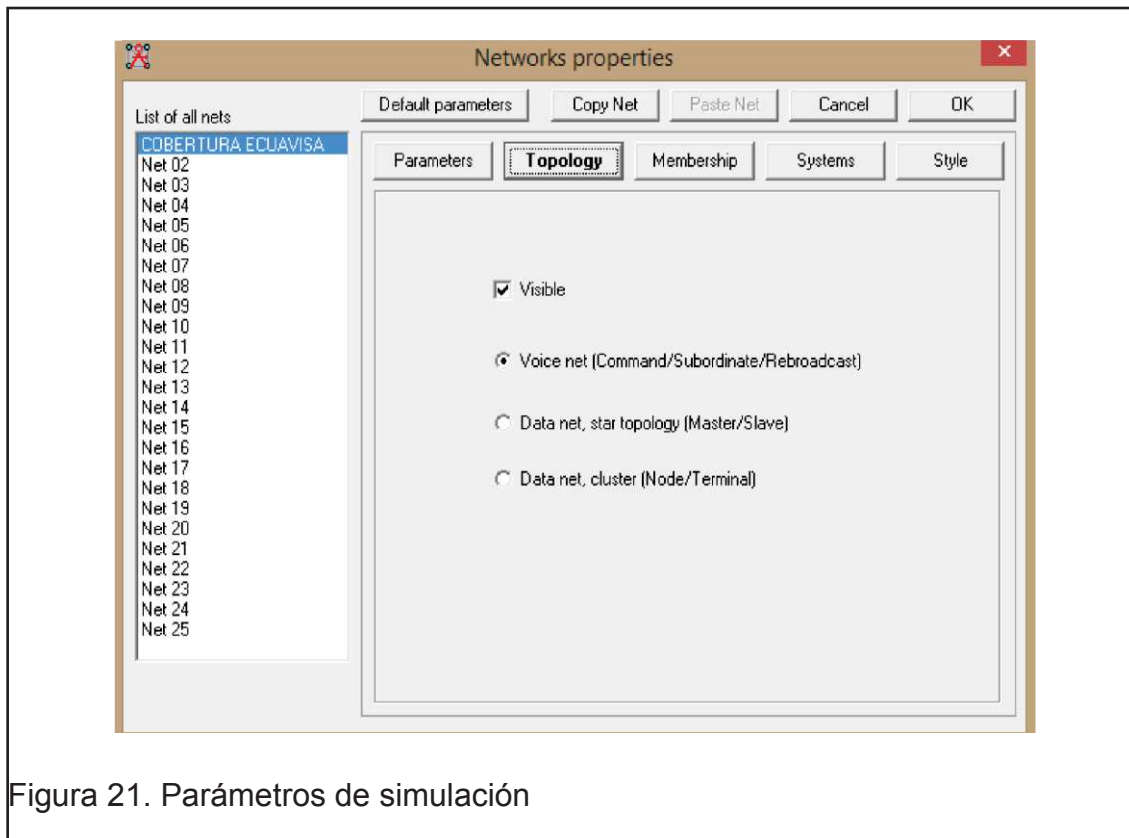 Networks properties
List of all nets
COBERTURA ECUAVISA
Net 02
Net 03
Net 04
Net 05
Net 06
Net 07
Net 08
Net 09
Net 10
Net 11
Net 12
Net 13
Net 14
Net 15
Net 16
Net 17
Net 18
Net 19
Net 20
Net 21
Net 22
Net 23
Net 24
Net 25
Default parameters
Copy Net
Paste Net
Cancel
OK
Parameters
Topology
Membership
Systems
Style
Visible
Voice net (Command/Subordinate/Rebroadcast)
Data net, star topology (Master/Slave)
Data net, cluster (Node/Terminal)
Figura 21. Parámetros de simulación